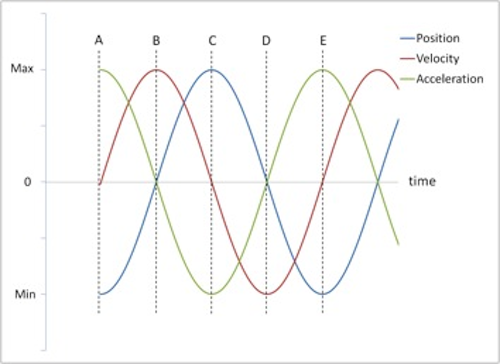 A B C D E
Position
Velocity
Acceleration
Max
0
time
Min